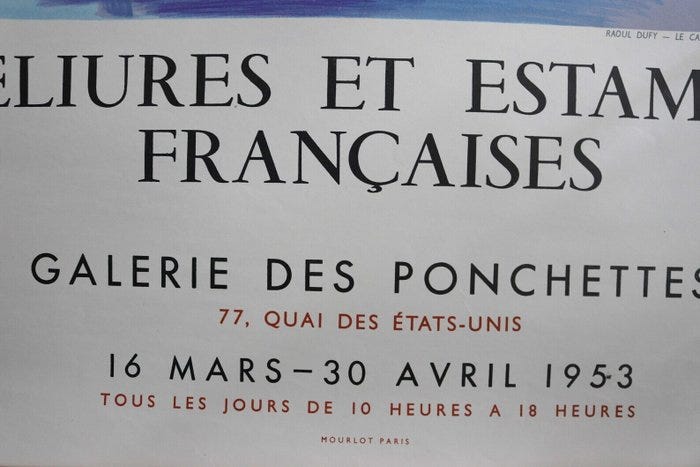 RAOUL DUFY — LE CA
ELIURES ET ESTAM
FRANÇAISES
GALERIE DES PONCHETTES
77, QUAI DES ÉTATS-UNIS
16 MARS–30 AVRIL 1953
TOUS LES JOURS DE 10 HEURES A 18 HEURES
MOURLOT PARIS